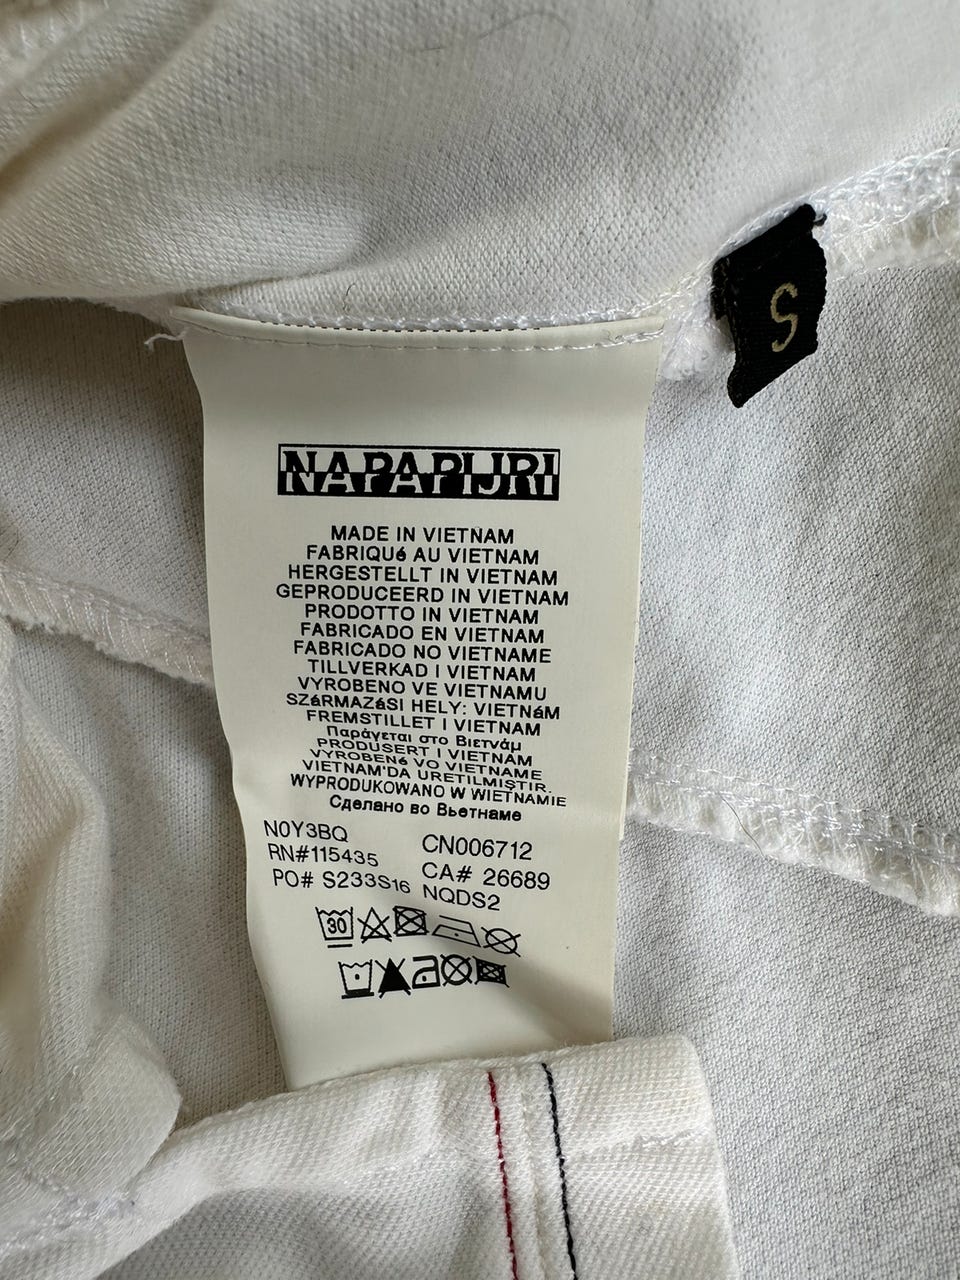 S
NAPAPIJRI
MADE IN VIETNAM
FABRIQUé AU VIETNAM
HERGESTELLT IN VIETNAM
GEPRODUCEERD IN VIETNAM
PRODOTTO IN VIETNAM
FABRICADO EN VIETNAM
FABRICADO NO VIETNAME
TILLVERKAD I VIETNAM
VYROBENO VE VIETNAMU
SZáRMAZáSI HELY: VIETNáM
FREMSTILLET I VIETNAM
Παράγεται στο Βιετνάμ
PRODUSERT I VIETNAM
VYROBENé VO VIETNAME
VIETNAM'DA URETILMIŞTIR.
WYPRODUKOWANO W WIETNAMIE
Сделано во Вьетнаме
N0Y3BQ CN006712
RN#115435 CA# 26689
PO# S233S16 NQDS2
30